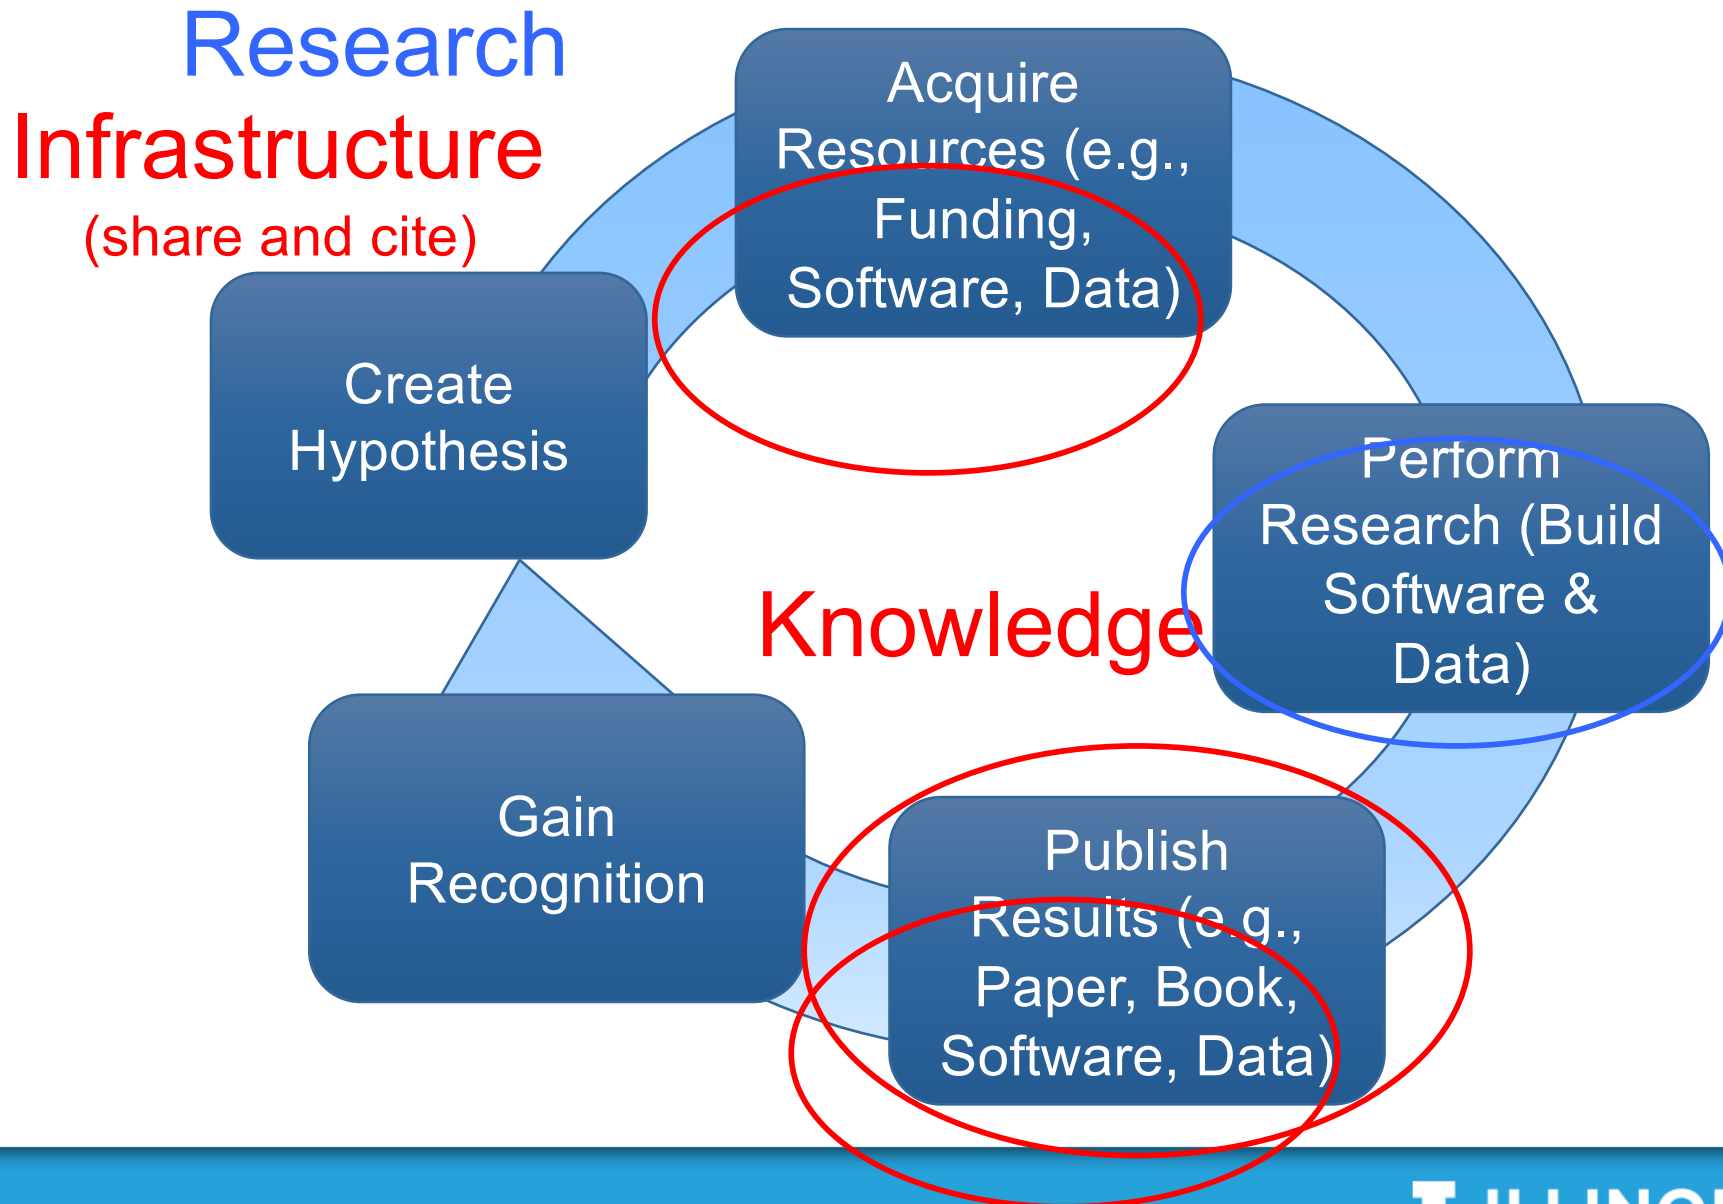 Research
Infrastructure
(share and cite)
Acquire
Resources (e.g.,
Funding,
Software, Data)
Create
Hypothesis
Perform
Research (Build
Software &
Data)
Knowledge
Gain
Recognition
Publish
Results (e.g.,
Paper, Book,
Software, Data)